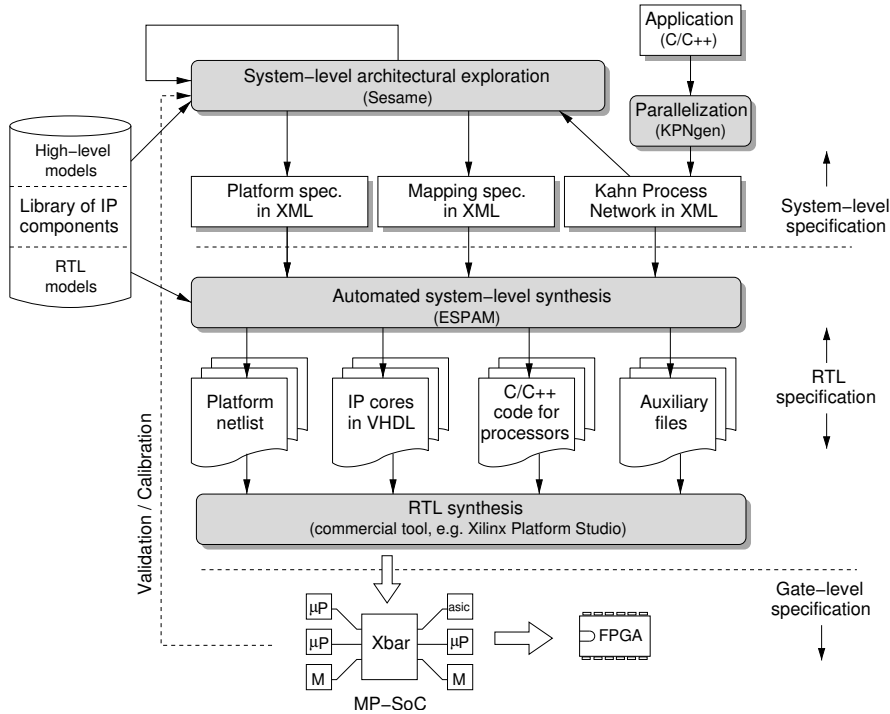 Application
(C/C++)
System-level architectural exploration
(Sesame)
Parallelization
(KPNgen)
High-level
models
Library of IP
components
RTL
models
Platform spec.
in XML
Mapping spec.
in XML
Kahn Process
Network in XML
System-level
specification
Automated system-level synthesis
(ESPAM)
Platform
netlist
IP cores
in VHDL
C/C++
code for
processors
Auxiliary
files
RTL
specification
Validation / Calibration
RTL synthesis
(commercial tool, e.g. Xilinx Platform Studio)
Gate-level
specification
μP
μP
M
Xbar
asic
μP
M
MP-SoC
FPGA